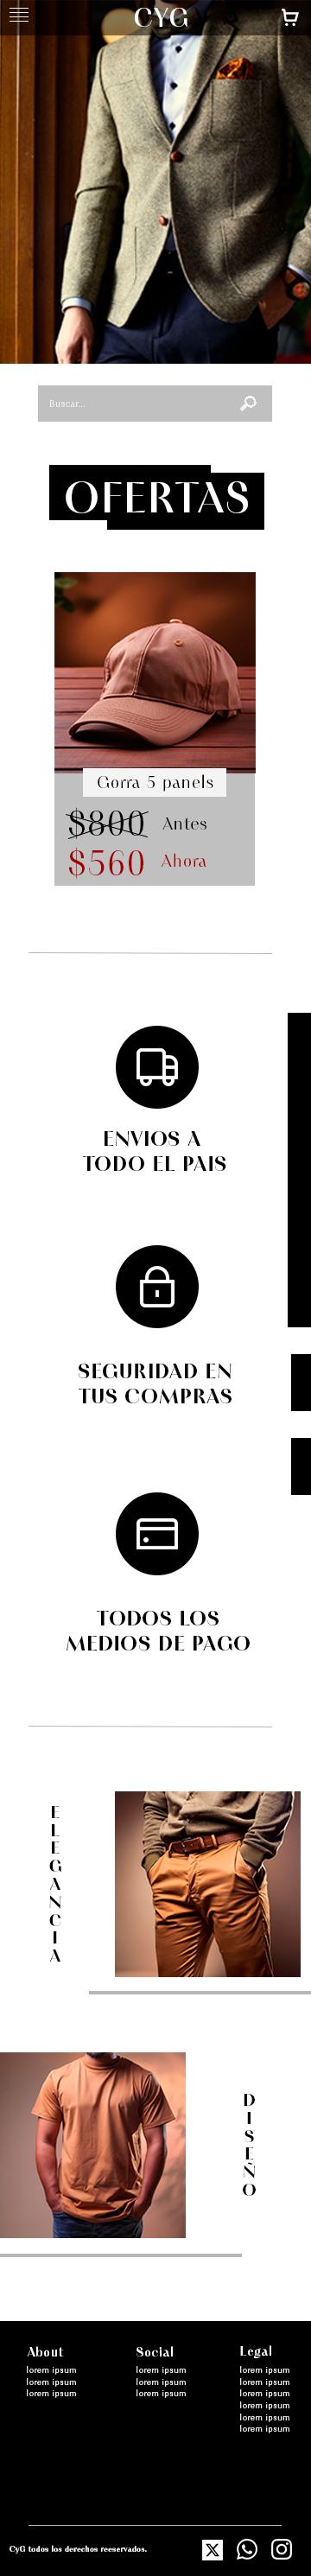 CYG
Buscar...
OFERTAS
Gorra 5 panels
$800 Antes
$560 Ahora
ENVIOS A
TODO EL PAIS
SEGURIDAD EN
TUS COMPRAS
TODOS LOS
MEDIOS DE PAGO
ELEGANCIA
DISEÑO
About
lorem ipsum
lorem ipsum
lorem ipsum
Social
lorem ipsum
lorem ipsum
lorem ipsum
Legal
lorem ipsum
lorem ipsum
lorem ipsum
lorem ipsum
lorem ipsum
lorem ipsum
CyG todos los derechos reeservados.